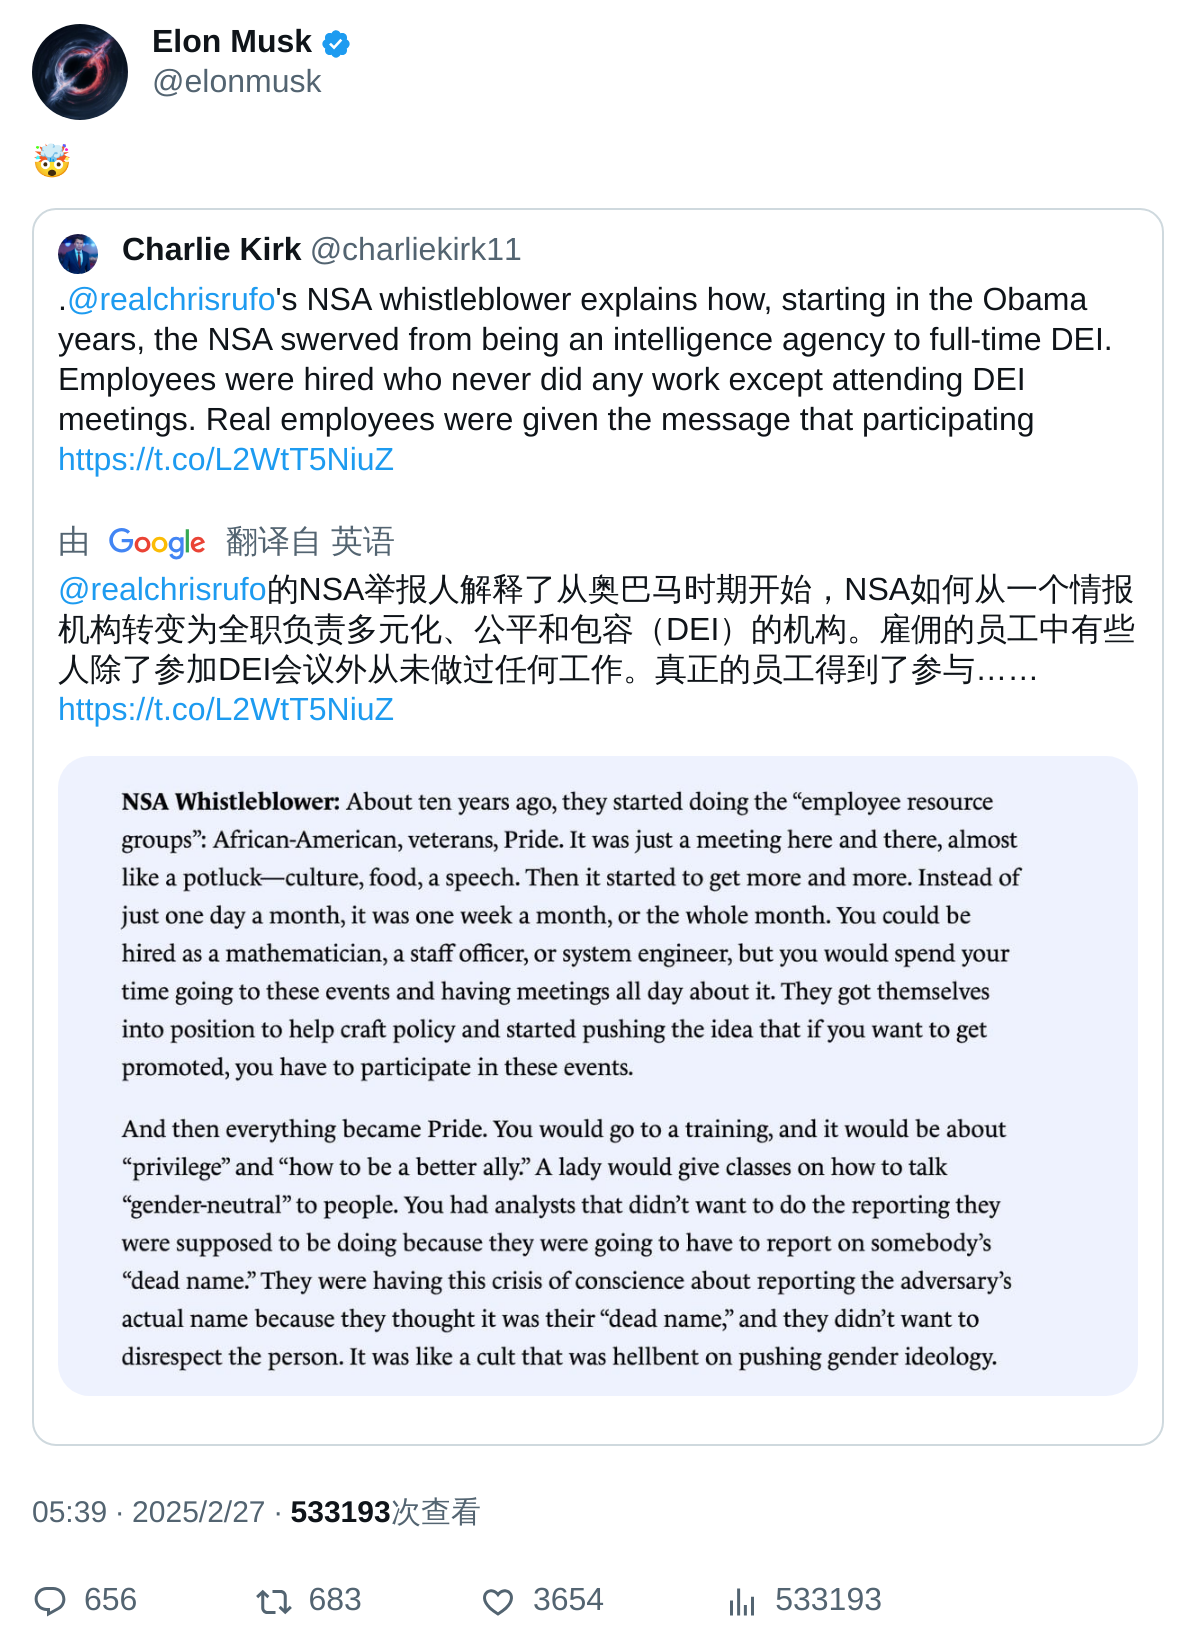 Elon Musk
@elonmusk
🤯
Charlie Kirk @charliekirk11
.@realchrisrufo's NSA whistleblower explains how, starting in the Obama
years, the NSA swerved from being an intelligence agency to full-time DEI.
Employees were hired who never did any work except attending DEI
meetings. Real employees were given the message that participating
https://t.co/L2WtT5NiuZ
由 Google 翻译自 英语
@realchrisrufo的NSA举报人解释了从奥巴马时期开始，NSA如何从一个情报
机构转变为全职负责多元化、公平和包容（DEI）的机构。雇佣的员工中有些
人除了参加DEI会议外从未做过任何工作。真正的员工得到了参与……
https://t.co/L2WtT5NiuZ
NSA Whistleblower: About ten years ago, they started doing the “employee resource
groups”: African-American, veterans, Pride. It was just a meeting here and there, almost
like a potluck—culture, food, a speech. Then it started to get more and more. Instead of
just one day a month, it was one week a month, or the whole month. You could be
hired as a mathematician, a staff officer, or system engineer, but you would spend your
time going to these events and having meetings all day about it. They got themselves
into position to help craft policy and started pushing the idea that if you want to get
promoted, you have to participate in these events.
And then everything became Pride. You would go to a training, and it would be about
“privilege” and “how to be a better ally.” A lady would give classes on how to talk
“gender-neutral” to people. You had analysts that didn’t want to do the reporting they
were supposed to be doing because they were going to have to report on somebody’s
“dead name.” They were having this crisis of conscience about reporting the adversary’s
actual name because they thought it was their “dead name,” and they didn’t want to
disrespect the person. It was like a cult that was hellbent on pushing gender ideology.
05:39 · 2025/2/27 · 533193次查看
656 683 3654 533193